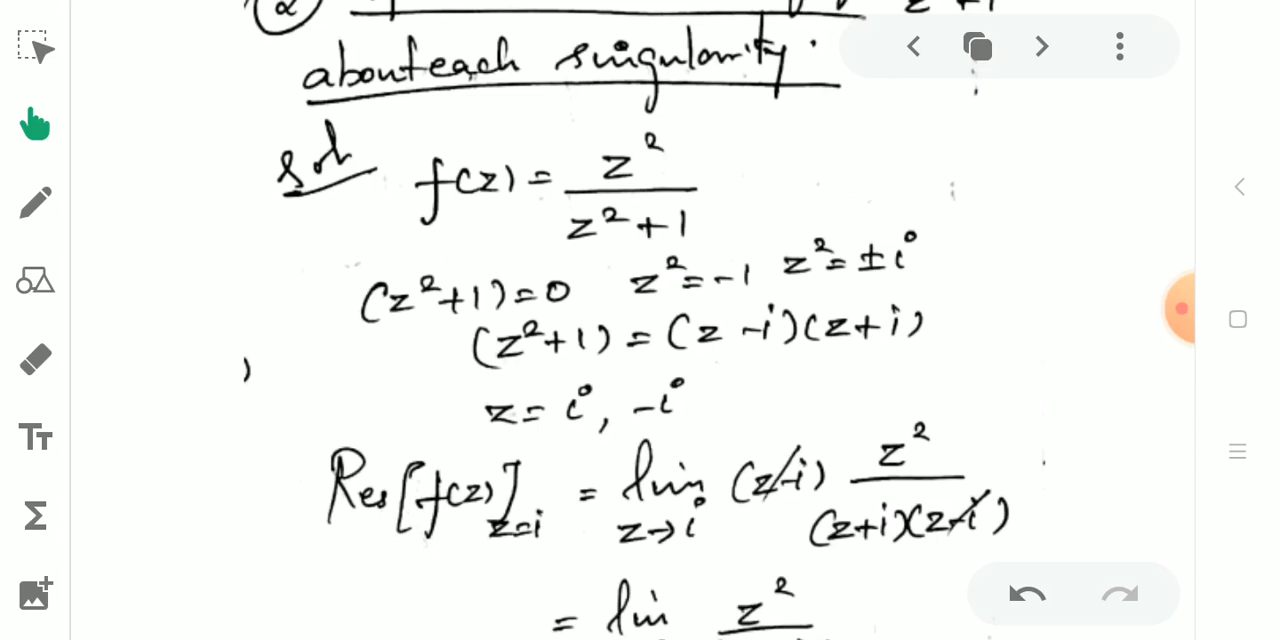 about each singularity.
Sol f(z) = z² / z²+1
(z²+1)=0 z²=-1 z²=±i
(z²+1) = (z-i)(z+i)
z= i, -i
Res[f(z)]z=i = lim z→i (z-i) z² / (z+i)(z-i)
= lim z²
Tт
Σ